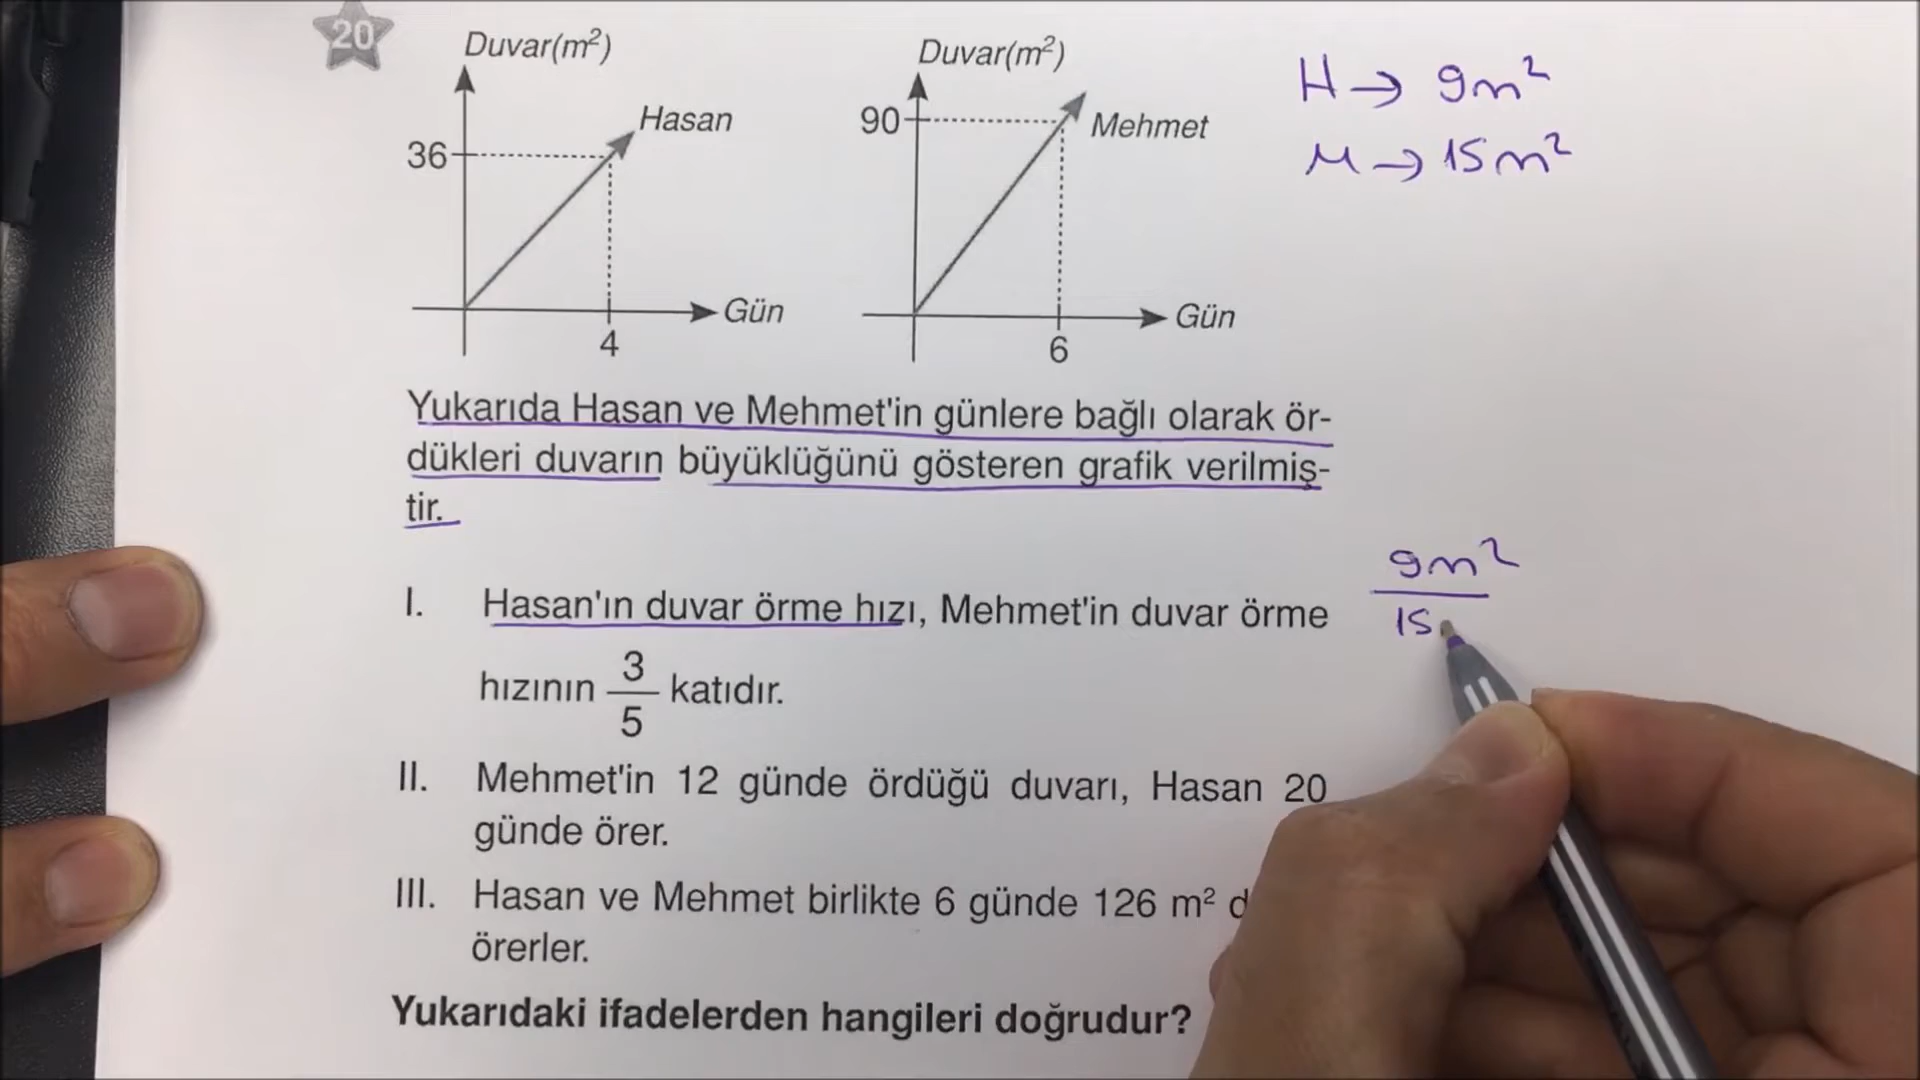 20
Duvar(m²)
Hasan
36
4
Gün
Duvar(m²)
Mehmet
90
6
Gün
H → 9m²
M → 15m²
Yukarıda Hasan ve Mehmet'in günlere bağlı olarak ör-
dükleri duvarın büyüklüğünü gösteren grafik verilmiş-
tir.
I. Hasan'ın duvar örme hızı, Mehmet'in duvar örme
hızının 3/5 katıdır.
9m²
15
II. Mehmet'in 12 günde ördüğü duvarı, Hasan 20
günde örer.
III. Hasan ve Mehmet birlikte 6 günde 126 m²
örerler.
Yukarıdaki ifadelerden hangileri doğrudur?